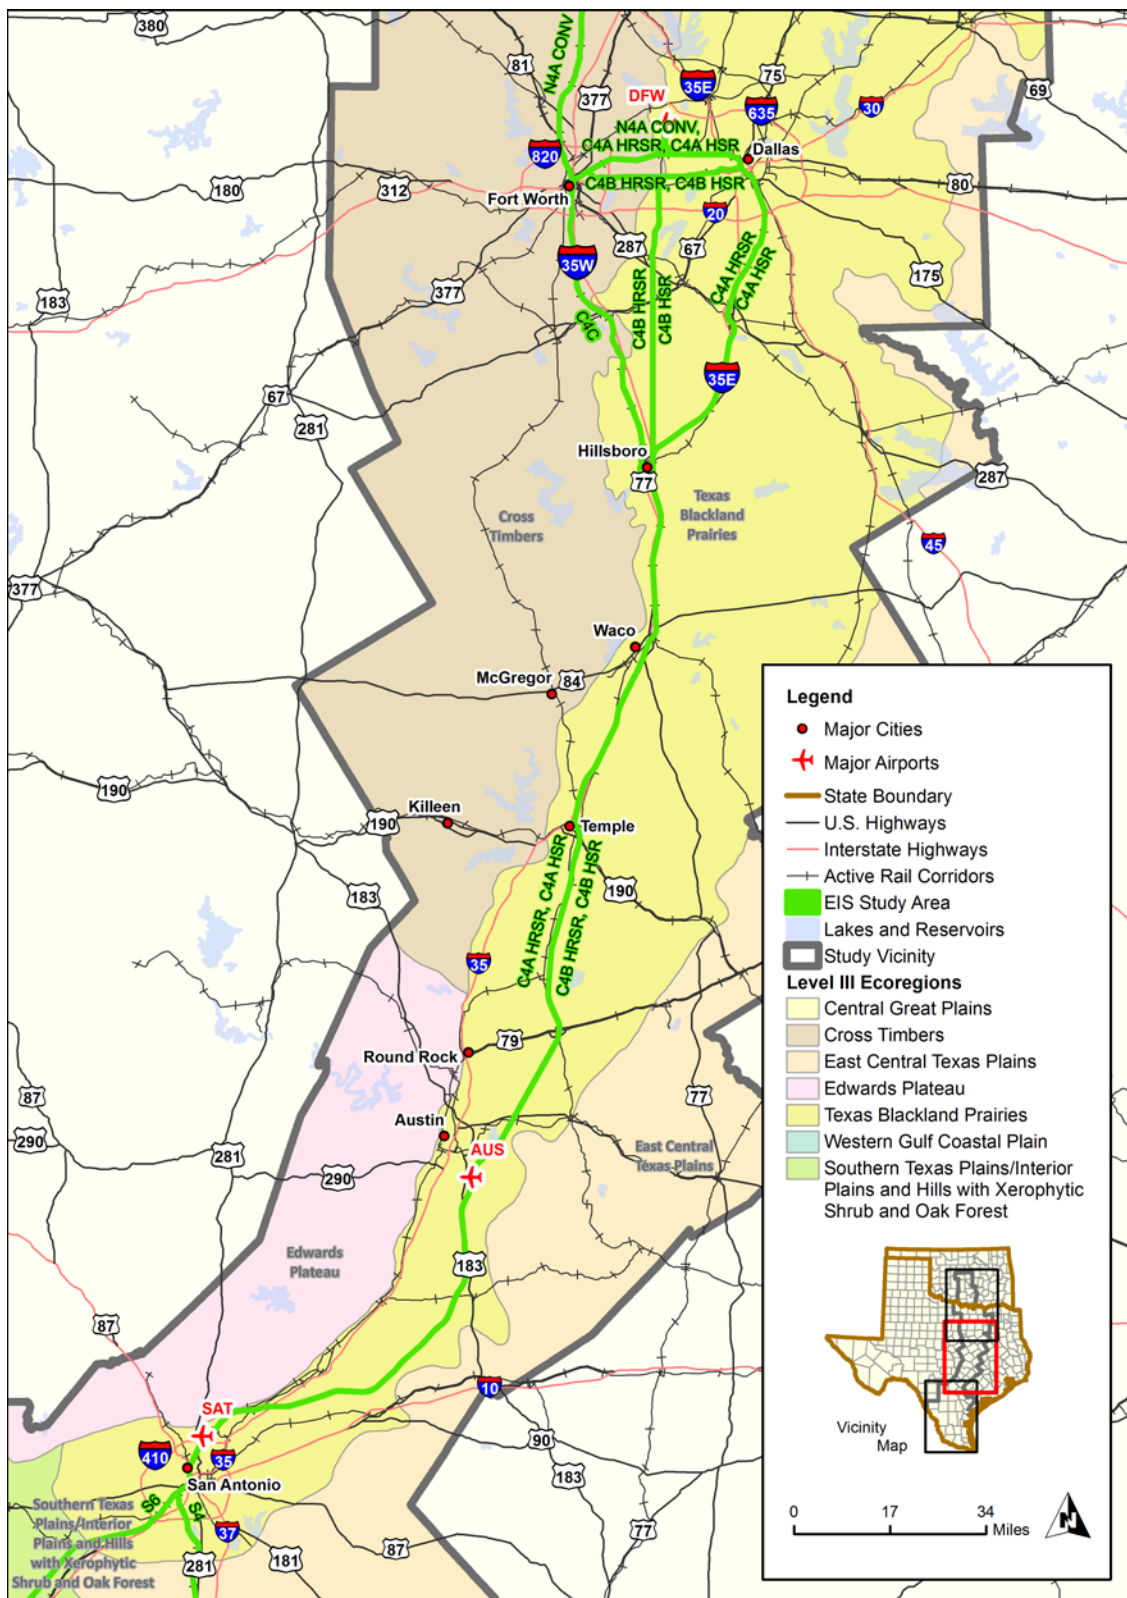 380
N4A CONV
81
377
DFW
35E
75
635
30
69
N4A CONV,
C4A HRSR, C4A HSR
Dallas
820
C4B HRSR, C4B HSR
180
312
80
Fort Worth
20
287
67
35W
C4A HRSR
C4A HSR
175
183
377
C4C
C4B HRSR
C4B HSR
35E
67
281
Hillsboro
77
287
Cross
Timbers
Texas
Blackland
Prairies
45
377
Waco
McGregor
84
190
Killeen
190
Temple
C4A HRSR, C4A HSR
C4B HRSR, C4B HSR
183
190
35
Round Rock
79
87
77
Austin
290
281
AUS
East Central
Texas Plains
290
Edwards
Plateau
183
87
10
SAT
90
410
35
183
San Antonio
S6
S4
Southern Texas
Plains/Interior
Plains and Hills
with Xerophytic
Shrub and Oak Forest
37
77
87
181
281
Legend
Major Cities
Major Airports
State Boundary
U.S. Highways
Interstate Highways
Active Rail Corridors
EIS Study Area
Lakes and Reservoirs
Study Vicinity
Level III Ecoregions
Central Great Plains
Cross Timbers
East Central Texas Plains
Edwards Plateau
Texas Blackland Prairies
Western Gulf Coastal Plain
Southern Texas Plains/Interior
Plains and Hills with Xerophytic
Shrub and Oak Forest
Vicinity
Map
0 17 34
Miles
N